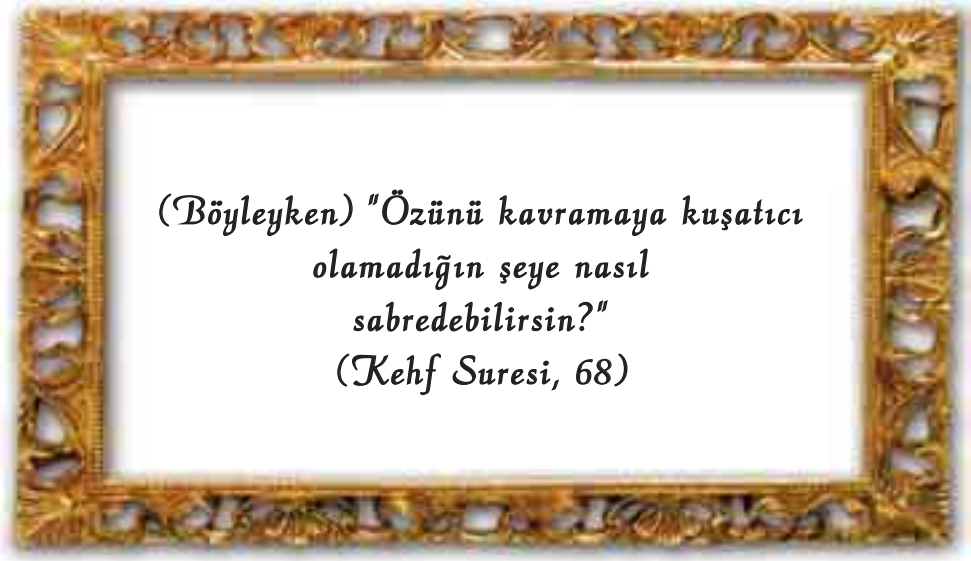 (Böyleyken) "Özünü kavramaya kuşatıcı
olamadığın şeye nasıl
sabredebilirsin?"
(Kehf Suresi, 68)